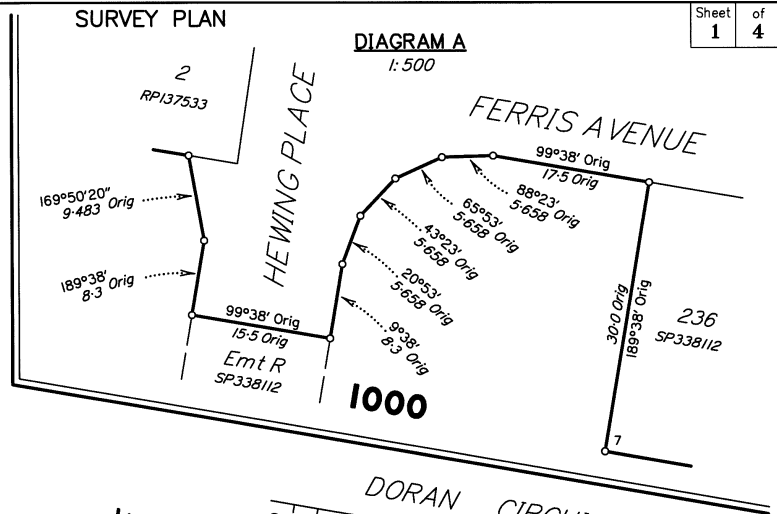 SURVEY PLAN
Sheet of
1 4
DIAGRAM A
1:500
2
RP137533
HEWING PLACE
FERRIS AVENUE
99°38' Orig
17·5 Orig
88°23'
5·658
65°53'
5·658
43°23'
5·658 Orig
20°53'
5·658 Orig
9°38'
8·3 Orig
169°50'20"
9·483 Orig
189°38'
8·3 Orig
99°38' Orig
15·5 Orig
Emt R
SP338112
1000
30·0 Orig
189°38' Orig
236
SP338112
7
DORAN